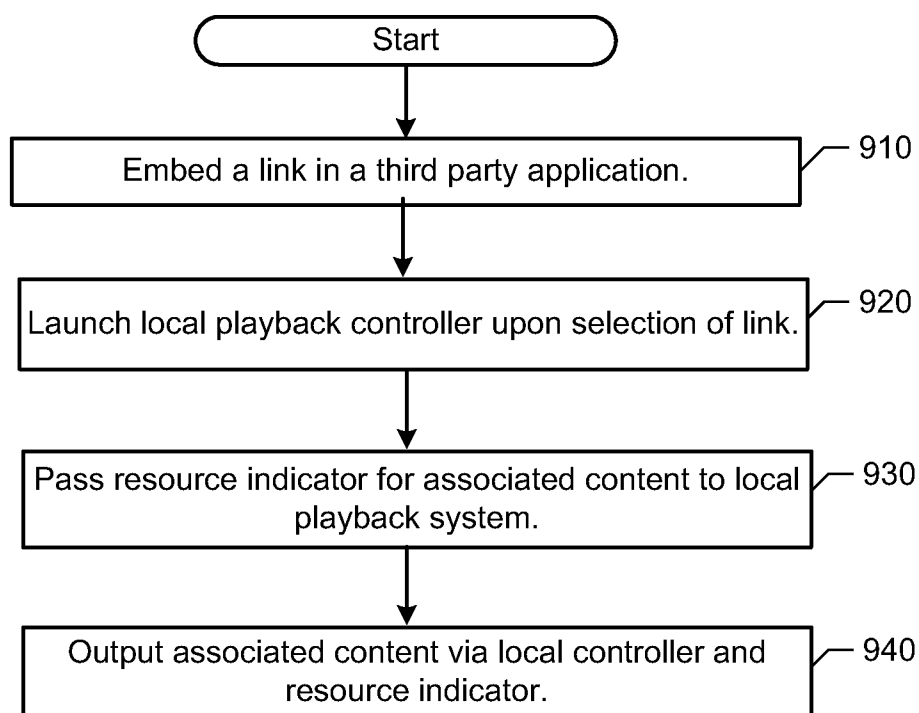 Start
Embed a link in a third party application.
910
Launch local playback controller upon selection of link.
920
Pass resource indicator for associated content to local
playback system.
930
Output associated content via local controller and
resource indicator.
940